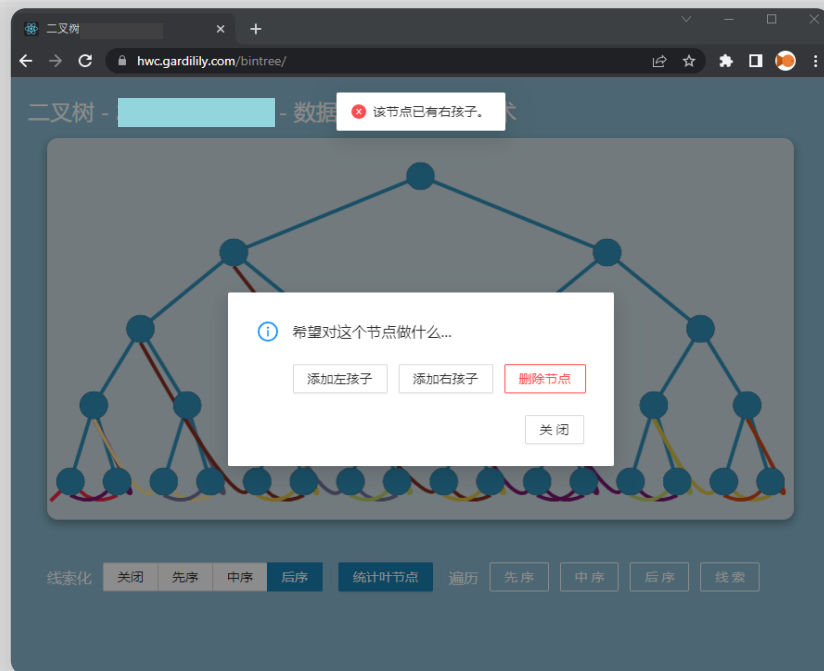 二叉树
hwc.gardilily.com/bintree/
二叉树 - - 数据 术
该节点已有右孩子。
希望对这个节点做什么...
添加左孩子 添加右孩子 删除节点
关 闭
线索化 关闭 先序 中序 后序 统计叶节点 遍历 先 序 中 序 后 序 线 索